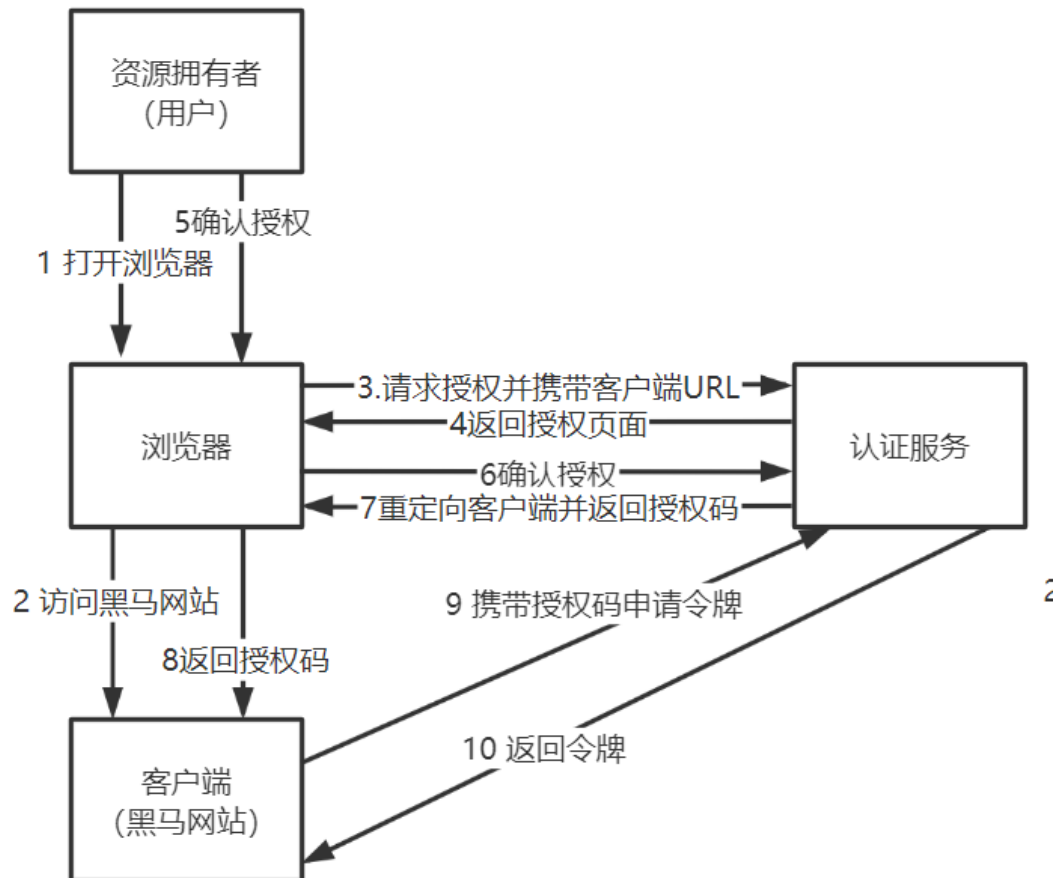 资源拥有者
（用户）
5确认授权
1 打开浏览器
3.请求授权并携带客户端URL
4返回授权页面
浏览器
认证服务
6确认授权
7重定向客户端并返回授权码
2 访问黑马网站
9 携带授权码申请令牌
2
8返回授权码
10 返回令牌
客户端
（黑马网站）